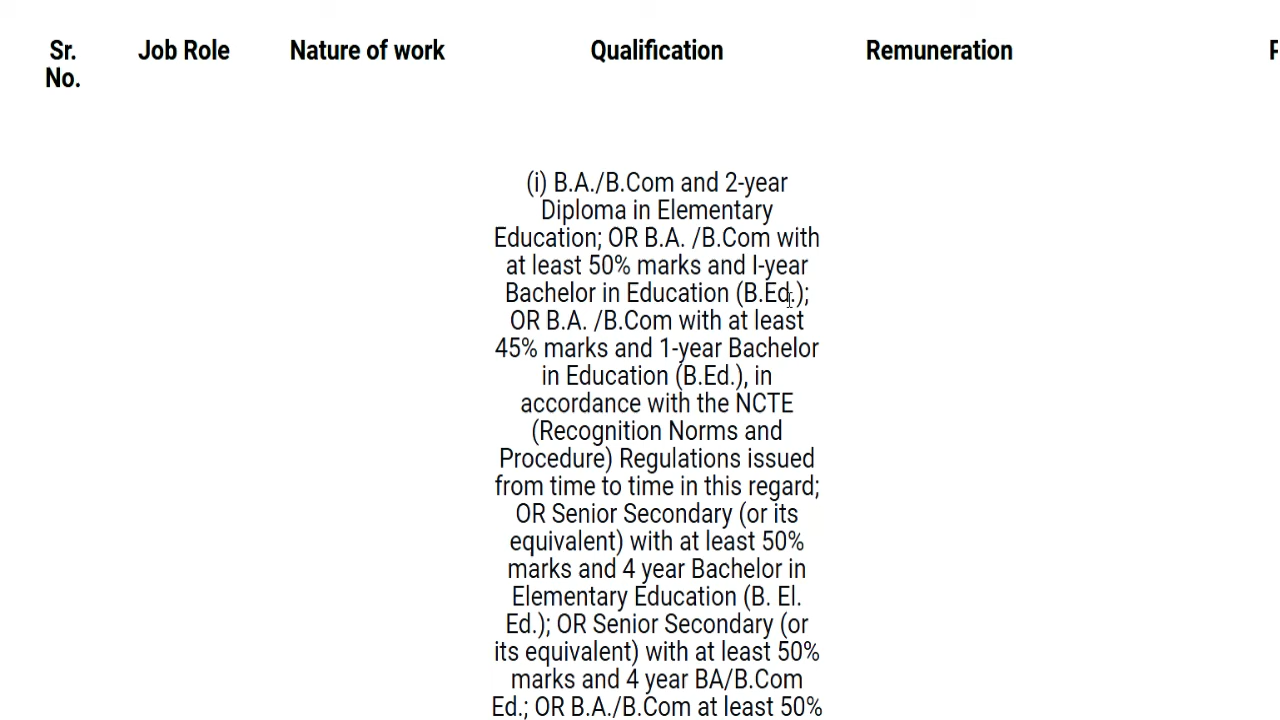 Sr. Job Role Nature of work Qualification Remuneration P
No.
(i) B.A./B.Com and 2-year
Diploma in Elementary
Education; OR B.A. /B.Com with
at least 50% marks and I-year
Bachelor in Education (B.Ed.);
OR B.A. /B.Com with at least
45% marks and 1-year Bachelor
in Education (B.Ed.), in
accordance with the NCTE
(Recognition Norms and
Procedure) Regulations issued
from time to time in this regard;
OR Senior Secondary (or its
equivalent) with at least 50%
marks and 4 year Bachelor in
Elementary Education (B. El.
Ed.); OR Senior Secondary (or
its equivalent) with at least 50%
marks and 4 year BA/B.Com
Ed.; OR B.A./B.Com at least 50%